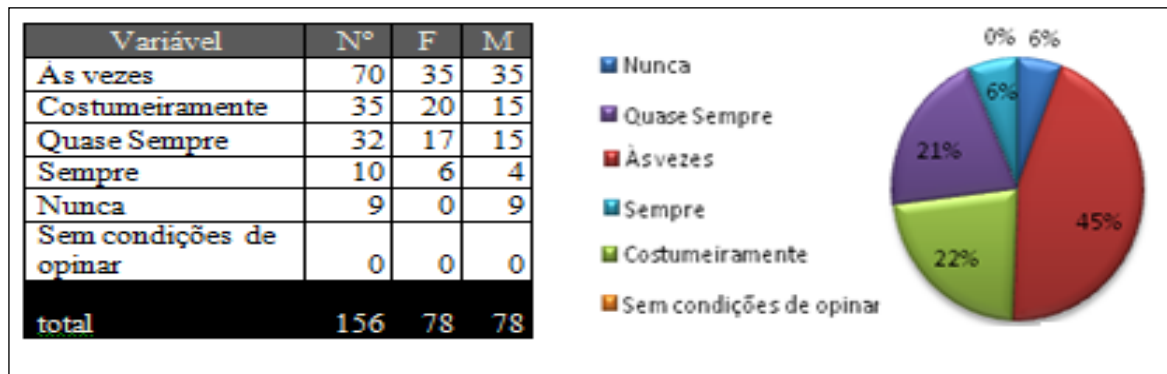 Variável Nº F M
Às vezes 70 35 35
Costumeiramente 35 20 15
Quase Sempre 32 17 15
Sempre 10 6 4
Nunca 9 0 9
Sem condições de
opinar 0 0 0
total 156 78 78
Nunca
Quase Sempre
Às vezes
Sempre
Costumeiramente
Sem condições de opinar
0% 6%
6%
21%
45%
22%